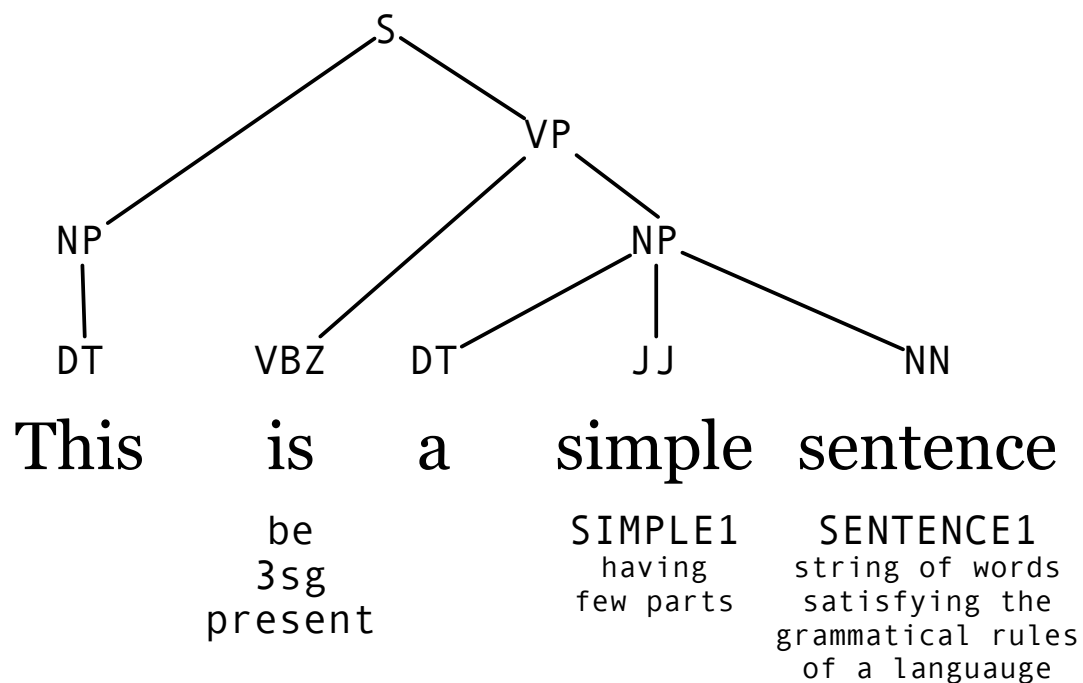 S
VP
NP NP
DT VBZ DT JJ NN
This is a simple sentence
be SIMPLE1 SENTENCE1
3sg having string of words
present few parts satisfying the
grammatical rules
of a languauge